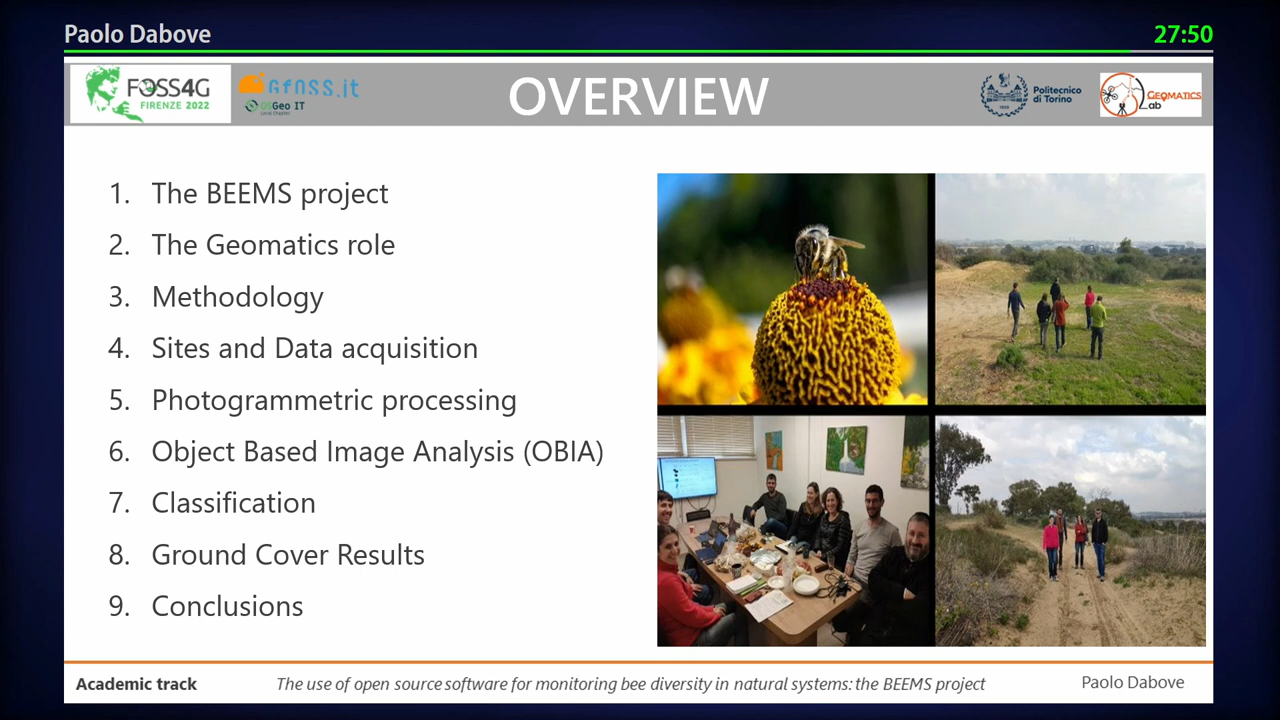 Paolo Dabove
27:50
FOSS4G
FIRENZE 2022
GFOSS.it
OSGeo IT
Local Chapter
OVERVIEW
Politecnico
di Torino
GEOMATICS
Lab
1. The BEEMS project
2. The Geomatics role
3. Methodology
4. Sites and Data acquisition
5. Photogrammetric processing
6. Object Based Image Analysis (OBIA)
7. Classification
8. Ground Cover Results
9. Conclusions
Academic track
The use of open source software for monitoring bee diversity in natural systems: the BEEMS project
Paolo Dabove